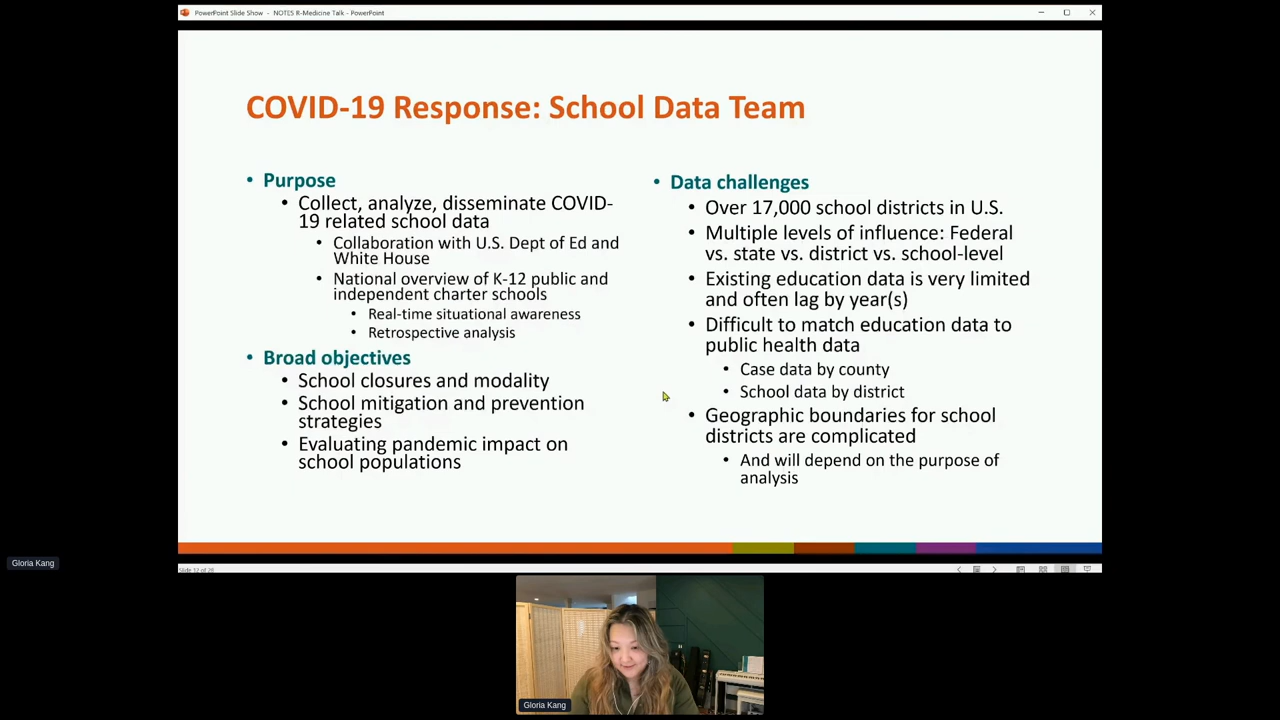 PowerPoint Slide Show - NOTES R-Medicine Talk - PowerPoint
COVID-19 Response: School Data Team
• Purpose
• Collect, analyze, disseminate COVID-
19 related school data
• Collaboration with U.S. Dept of Ed and
White House
• National overview of K-12 public and
independent charter schools
• Real-time situational awareness
• Retrospective analysis
• Broad objectives
• School closures and modality
• School mitigation and prevention
strategies
• Evaluating pandemic impact on
school populations
• Data challenges
• Over 17,000 school districts in U.S.
• Multiple levels of influence: Federal
vs. state vs. district vs. school-level
• Existing education data is very limited
and often lag by year(s)
• Difficult to match education data to
public health data
• Case data by county
• School data by district
• Geographic boundaries for school
districts are complicated
• And will depend on the purpose of
analysis
Gloria Kang
Slide 12 of 28
Gloria Kang